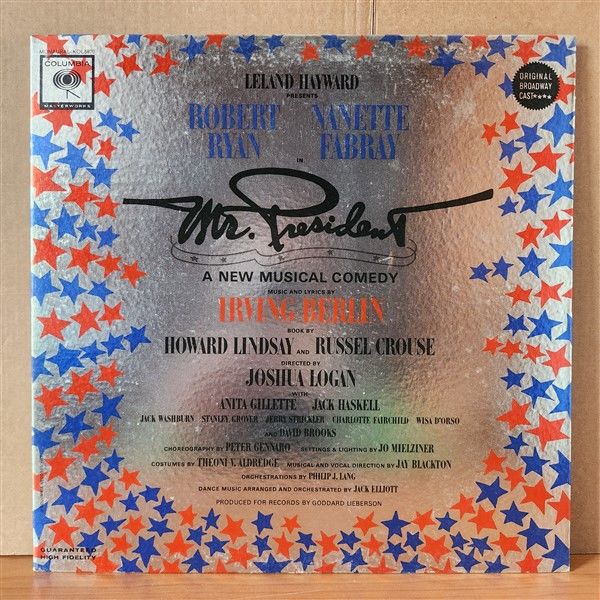 COLUMBIA
MASTERWORKS
ORIGINAL
BROADWAY
CAST
LELAND HAYWARD
PRESENTS
ROBERT RYAN
NANETTE FABRAY
IN
Mr. President
A NEW MUSICAL COMEDY
MUSIC AND LYRICS BY
IRVING BERLIN
BOOK BY
HOWARD LINDSAY AND RUSSEL CROUSE
DIRECTED BY
JOSHUA LOGAN
WITH
ANITA GILLETTE JACK HASKELL
JACK WASHBURN STANLEY GROVER JERRY STRICKLER CHARLOTTE FAIRCHILD WISA D'ORSO
AND DAVID BROOKS
CHOREOGRAPHY BY PETER GENNARO SETTINGS & LIGHTING BY JO MIELZINER
COSTUMES BY THEONI V. ALDREDGE MUSICAL AND VOCAL DIRECTION BY JAY BLACKTON
ORCHESTRATIONS BY PHILIP J. LANG
DANCE MUSIC ARRANGED AND ORCHESTRATED BY JACK ELLIOTT
PRODUCED FOR RECORDS BY GODDARD LIEBERSON
GUARANTEED
HIGH FIDELITY